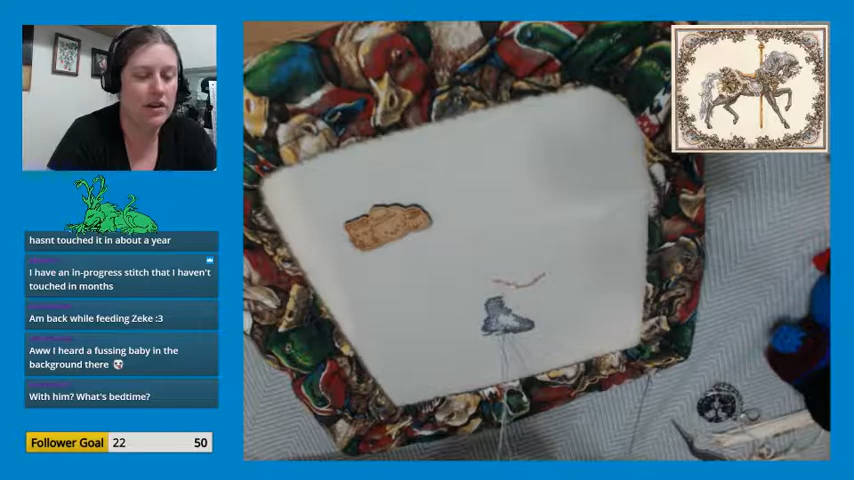 hasnt touched it in about a year
I have an in-progress stitch that I haven't
touched in months
Am back while feeding Zeke :3
Aww I heard a fussing baby in the
background there
With him? What's bedtime?
Follower Goal 22 50